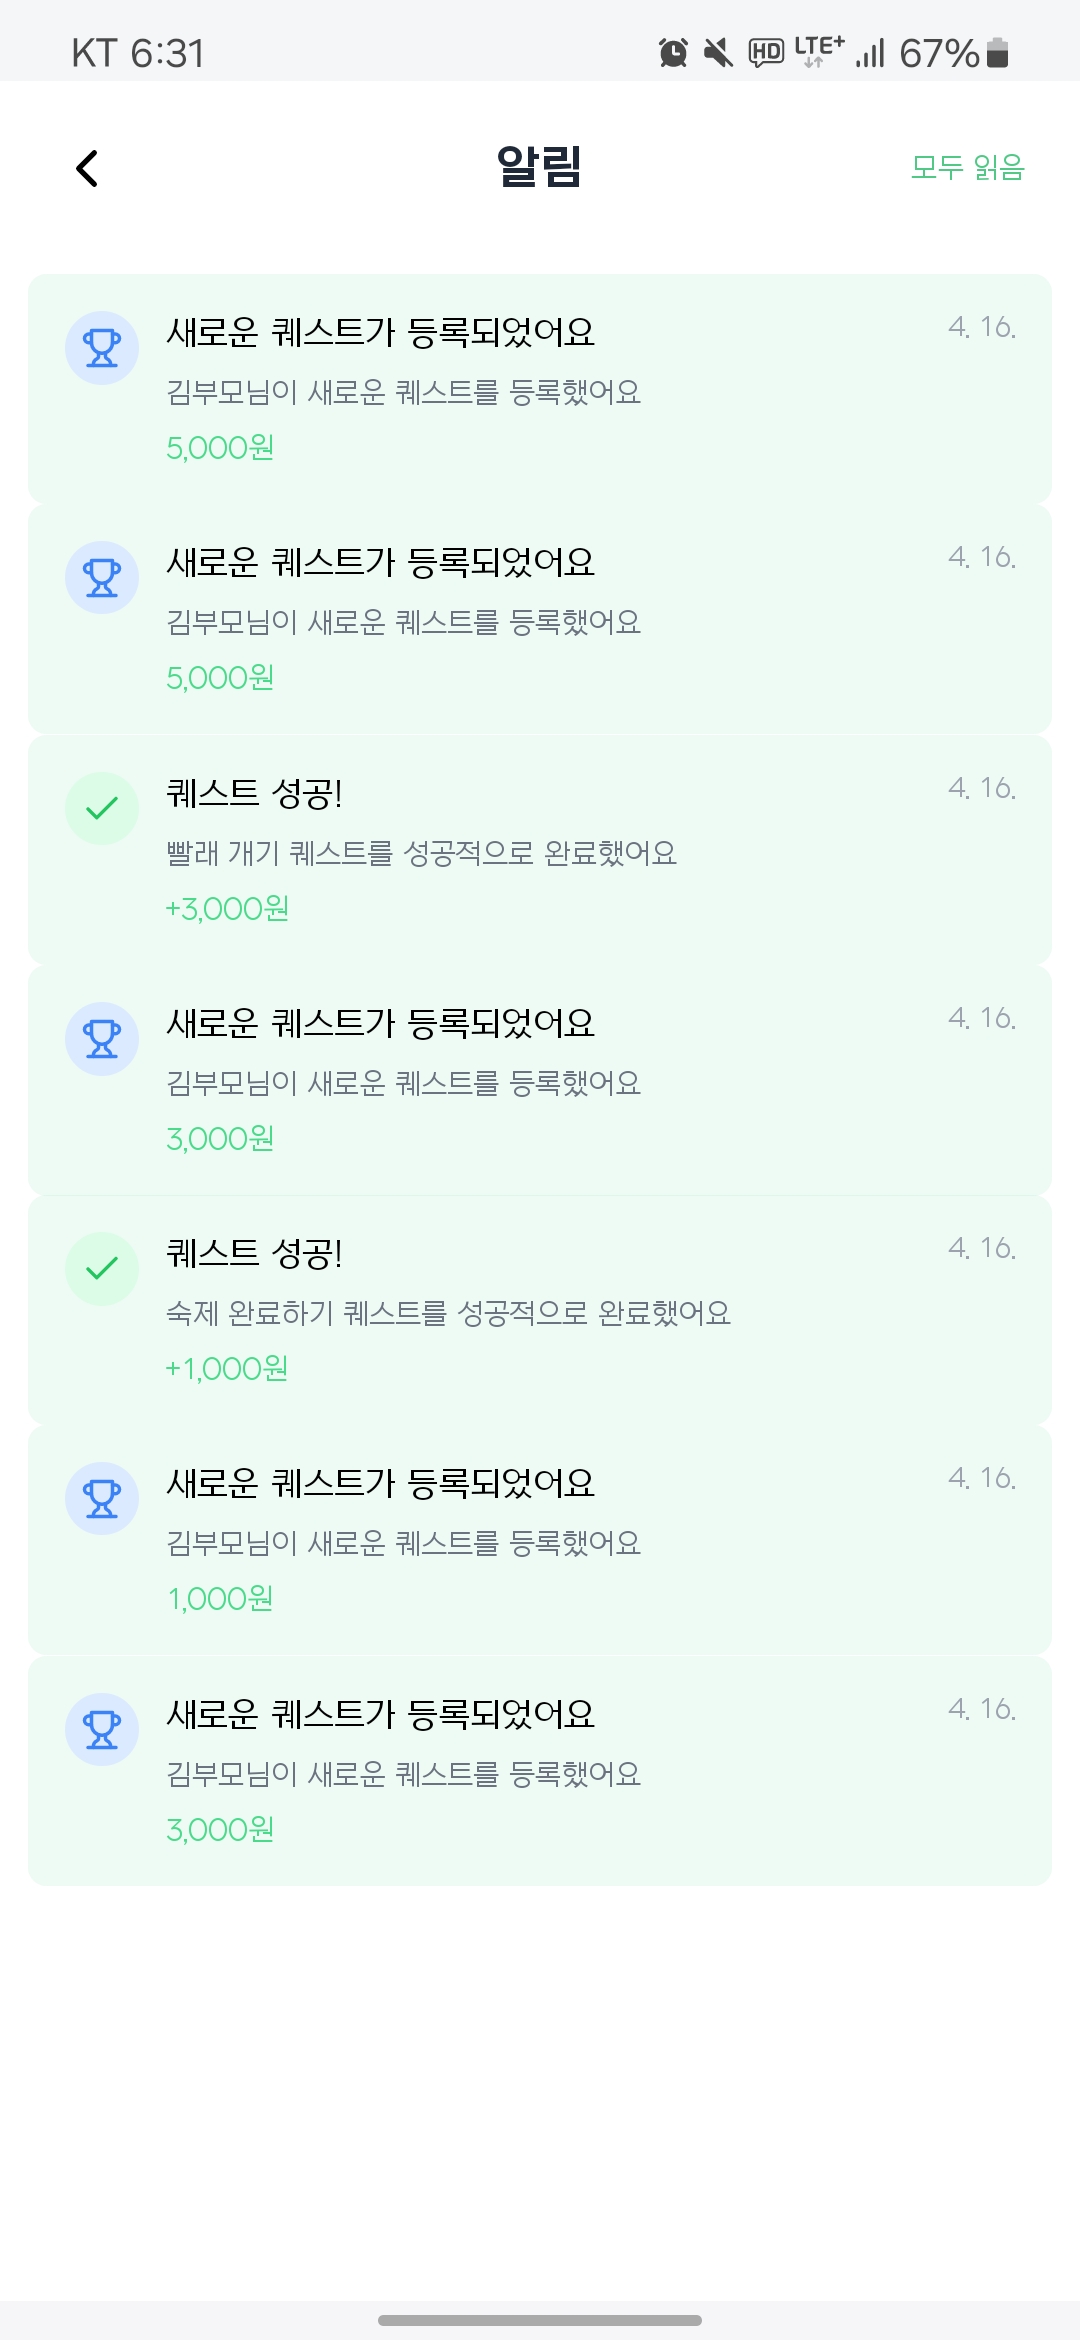 KT 6:31
HD LTE+ 67%
알림
모두 읽음
새로운 퀘스트가 등록되었어요
4. 16.
김부모님이 새로운 퀘스트를 등록했어요
5,000원
새로운 퀘스트가 등록되었어요
4. 16.
김부모님이 새로운 퀘스트를 등록했어요
5,000원
퀘스트 성공!
4. 16.
빨래 개기 퀘스트를 성공적으로 완료했어요
+3,000원
새로운 퀘스트가 등록되었어요
4. 16.
김부모님이 새로운 퀘스트를 등록했어요
3,000원
퀘스트 성공!
4. 16.
숙제 완료하기 퀘스트를 성공적으로 완료했어요
+1,000원
새로운 퀘스트가 등록되었어요
4. 16.
김부모님이 새로운 퀘스트를 등록했어요
1,000원
새로운 퀘스트가 등록되었어요
4. 16.
김부모님이 새로운 퀘스트를 등록했어요
3,000원